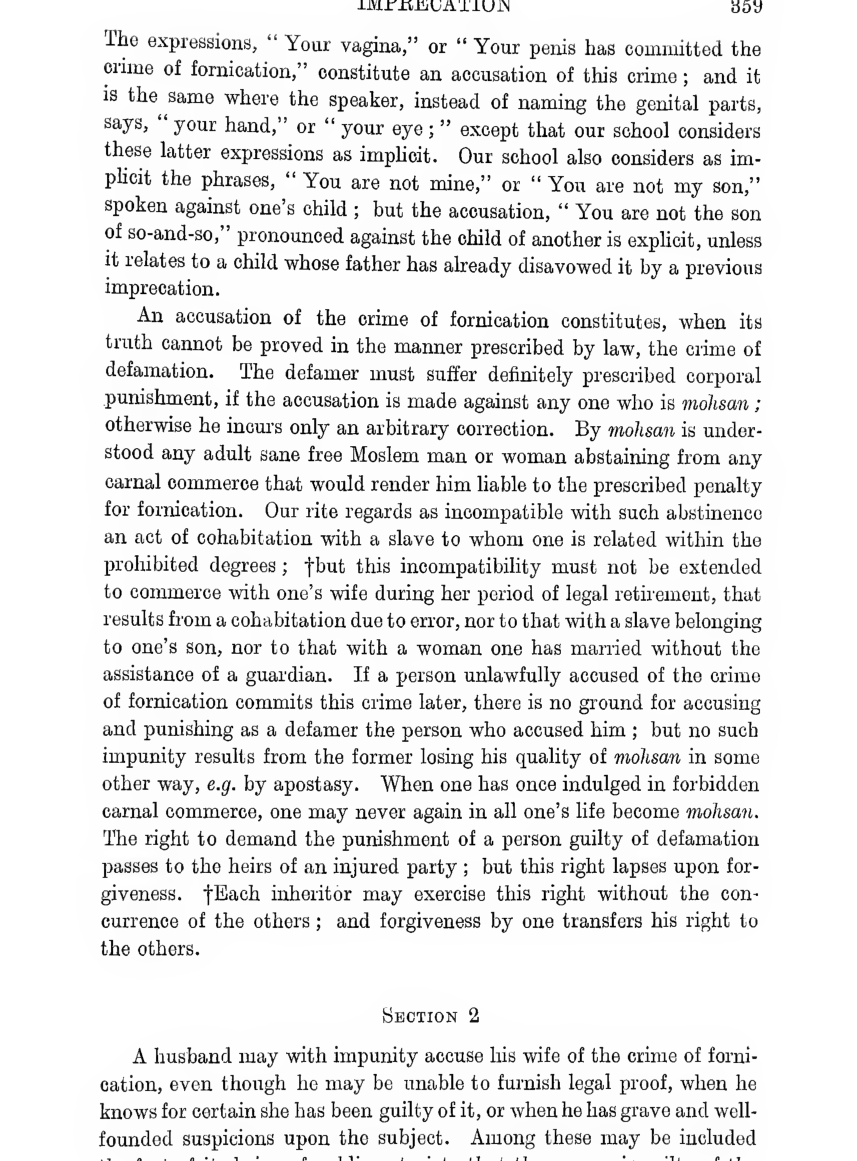 IMPRECATION 359
The expressions, “ Your vagina,” or “ Your penis has committed the
crime of fornication,” constitute an accusation of this crime ; and it
is the same where the speaker, instead of naming the genital parts,
says, “ your hand,” or “ your eye ; ” except that our school considers
these latter expressions as implicit. Our school also considers as im-
plicit the phrases, “ You are not mine,” or “ You are not my son,”
spoken against one’s child ; but the accusation, “ You are not the son
of so-and-so,” pronounced against the child of another is explicit, unless
it relates to a child whose father has already disavowed it by a previous
imprecation.
An accusation of the crime of fornication constitutes, when its
truth cannot be proved in the manner prescribed by law, the crime of
defamation. The defamer must suffer definitely prescribed corporal
punishment, if the accusation is made against any one who is mohsan ;
otherwise he incurs only an arbitrary correction. By mohsan is under-
stood any adult sane free Moslem man or woman abstaining from any
carnal commerce that would render him liable to the prescribed penalty
for fornication. Our rite regards as incompatible with such abstinence
an act of cohabitation with a slave to whom one is related within the
prohibited degrees ; †but this incompatibility must not be extended
to commerce with one’s wife during her period of legal retirement, that
results from a cohabitation due to error, nor to that with a slave belonging
to one’s son, nor to that with a woman one has married without the
assistance of a guardian. If a person unlawfully accused of the crime
of fornication commits this crime later, there is no ground for accusing
and punishing as a defamer the person who accused him ; but no such
impunity results from the former losing his quality of mohsan in some
other way, e.g. by apostasy. When one has once indulged in forbidden
carnal commerce, one may never again in all one’s life become mohsan.
The right to demand the punishment of a person guilty of defamation
passes to the heirs of an injured party ; but this right lapses upon for-
giveness. †Each inheritor may exercise this right without the con-
currence of the others ; and forgiveness by one transfers his right to
the others.
SECTION 2
A husband may with impunity accuse his wife of the crime of forni-
cation, even though he may be unable to furnish legal proof, when he
knows for certain she has been guilty of it, or when he has grave and well-
founded suspicions upon the subject. Among these may be included